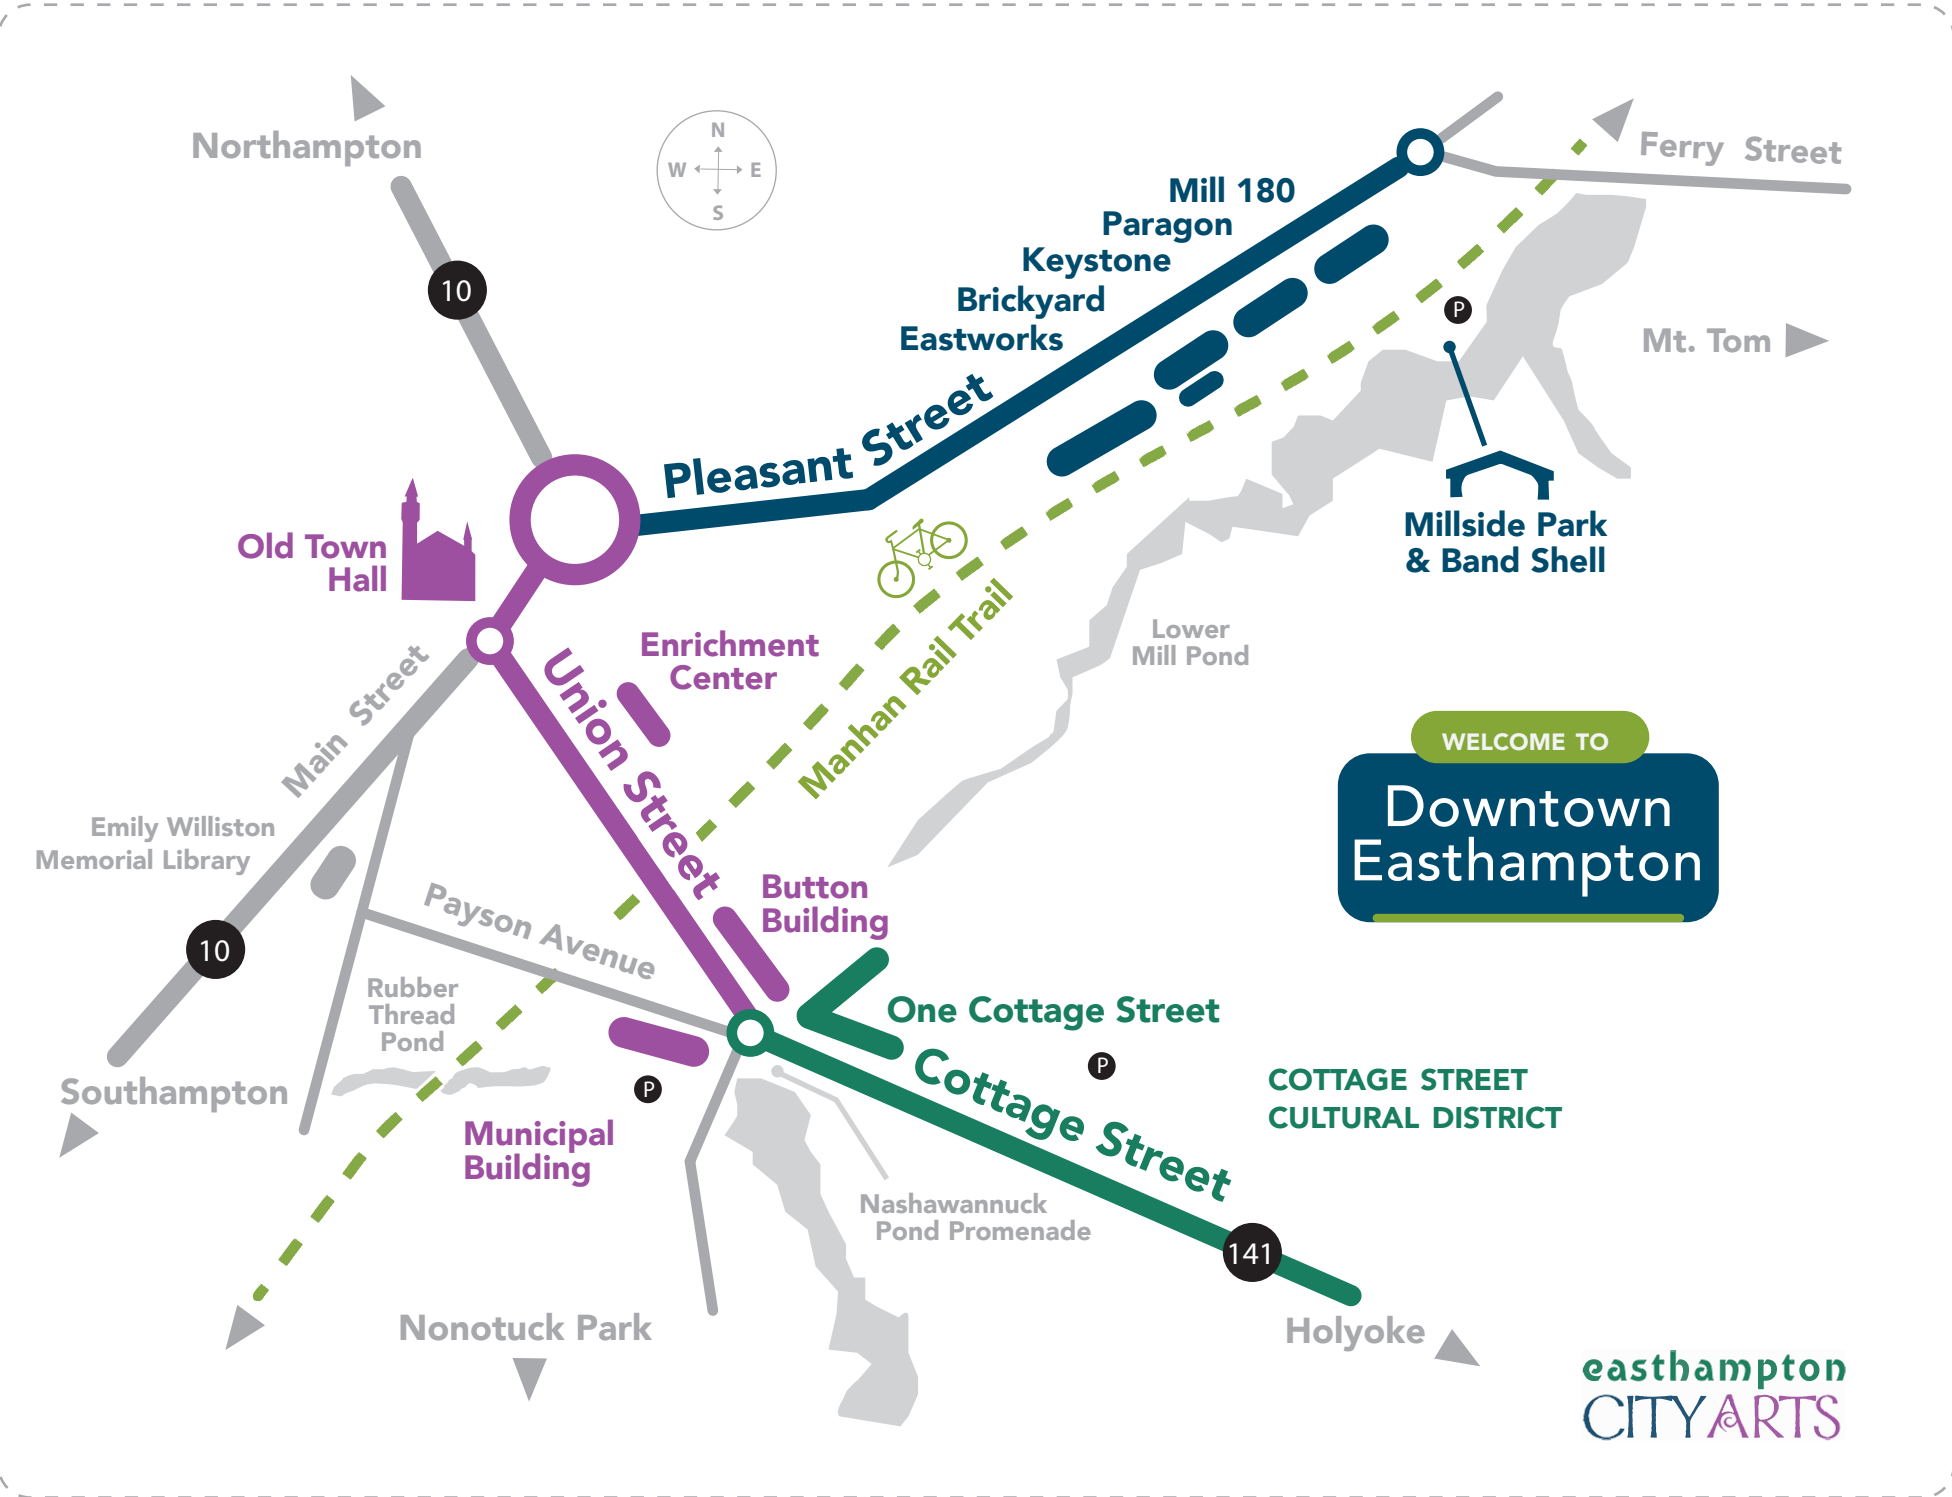 Northampton
N
W E
S
Ferry Street
Mill 180
Paragon
Keystone
Brickyard
Eastworks
10
P
Mt. Tom
Pleasant Street
Millside Park
& Band Shell
Old Town
Hall
Enrichment
Center
Lower
Mill Pond
Manhan Rail Trail
Union Street
Main Street
WELCOME TO
Downtown
Easthampton
Emily Williston
Memorial Library
Button
Building
Payson Avenue
10
Rubber
Thread
Pond
One Cottage Street
P
Cottage Street
COTTAGE STREET
CULTURAL DISTRICT
Southampton
P
Municipal
Building
Nashawannuck
Pond Promenade
141
Nonotuck Park
Holyoke
easthampton
CITYARTS